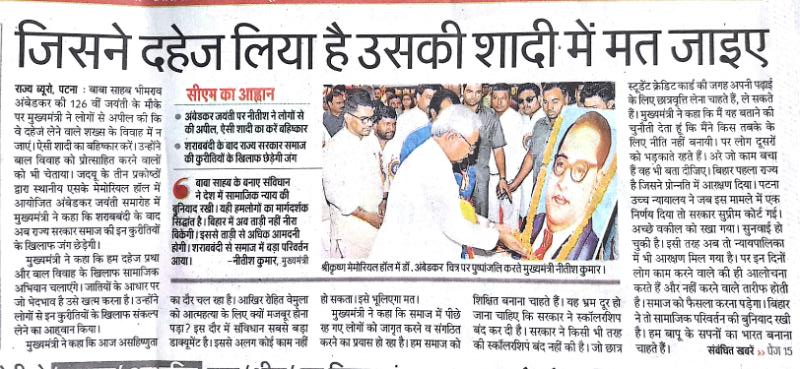 जिसने दहेज लिया है उसकी शादी में मत जाइए
राज्य ब्यूरो, पटना : बाबा साहब भीमराव
अंबेडकर की 126 वीं जयंती के मौके
पर मुख्यमंत्री ने लोगों से अपील की कि
वे दहेज लेने वाले शख्स के विवाह में न
जाएं। ऐसी शादी का बहिष्कार करें। उन्होंने
बाल विवाह को प्रोत्साहित करने वालों
को भी चेताया। जदयू के तीन प्रकोष्ठों
द्वारा स्थानीय एसके मेमोरियल हॉल में
आयोजित अंबेडकर जयंती समारोह में
मुख्यमंत्री ने कहा कि शराबबंदी के बाद
अब राज्य सरकार समाज की इन कुरीतियों
के खिलाफ जंग छेड़ेगी।
मुख्यमंत्री ने कहा कि हम दहेज प्रथा
और बाल विवाह के खिलाफ सामाजिक
अभियान चलाएंगे। जातियों के आधार पर
जो भेदभाव है उसे खत्म करना है। उन्होंने
लोगों से इन कुरीतियों के खिलाफ संकल्प
लेने का आह्वान किया।
मुख्यमंत्री ने कहा कि आज असहिष्णुता
सीएम का आह्वान
अंबेडकर जयंती पर नीतीश ने लोगों से
की अपील, ऐसी शादी का करें बहिष्कार
शराबबंदी के बाद राज्य सरकार समाज
की कुरीतियों के खिलाफ छेड़ेगी जंग
बाबा साहब के बनाए संविधान
ने देश में सामाजिक न्याय की
बुनियाद रखी। यही हमलोगों का मार्गदर्शक
सिद्धांत है। बिहार में अब ताड़ी नहीं नीरा
बिकेगी। इससे ताड़ी से अधिक आमदनी
होगी। शराबबंदी से समाज में बड़ा परिवर्तन
आया। -नीतीश कुमार, मुख्यमंत्री
श्रीकृष्ण मेमोरियल हॉल में डॉ. अंबेडकर चित्र पर पुष्पांजलि करते मुख्यमंत्री नीतीश कुमार।
का दौर चल रहा है। आखिर रोहित वेमुला
को आत्महत्या के लिए क्यों मजबूर होना
पड़ा? इस दौर में संविधान सबसे बड़ा
डाक्यूमेंट है। इससे अलग कोई काम नहीं
हो सकता। इसे भूलिएगा मत।
मुख्यमंत्री ने कहा कि समाज में पीछे
रह गए लोगों को जागृत करने व संगठित
करने का प्रयास हो रहा है। हम समाज को
शिक्षित बनाना चाहते हैं। यह भ्रम दूर हो
जाना चाहिए कि सरकार ने स्कॉलरशिप
बंद कर दी है। सरकार ने किसी भी तरह
की स्कॉलरशिप बंद नहीं की है। जो छात्र
स्टूडेंट क्रेडिट कार्ड की जगह अपनी पढ़ाई
के लिए छात्रवृत्ति लेना चाहते हैं, ले सकते
हैं। मुख्यमंत्री ने कहा कि मैं यह बताने की
चुनौती देता हूं कि मैंने किस तबके के
लिए नीति नहीं बनायी। पर लोग दूसरों
को भड़काते रहते हैं। अरे जो काम बचा
है वह भी बता दीजिए। बिहार पहला राज्य
है जिसने प्रोन्नति में आरक्षण दिया। पटना
उच्च न्यायालय ने जब इस मामले में एक
निर्णय दिया तो सरकार सुप्रीम कोर्ट गई।
अच्छे वकील को रखा गया। सुनवाई हो
चुकी है। इसी तरह अब तो न्यायपालिका
में भी आरक्षण मिल गया है। पर इन दिनों
लोग काम करने वाले की ही आलोचना
करते हैं और नहीं करने वाले तारीफ होती
है। समाज को फैसला करना पड़ेगा। बिहार
ने तो सामाजिक परिवर्तन की बुनियाद रखी
है। हम बापू के सपनों का भारत बनाना
चाहते हैं। संबंधित खबरें >> पेज 15